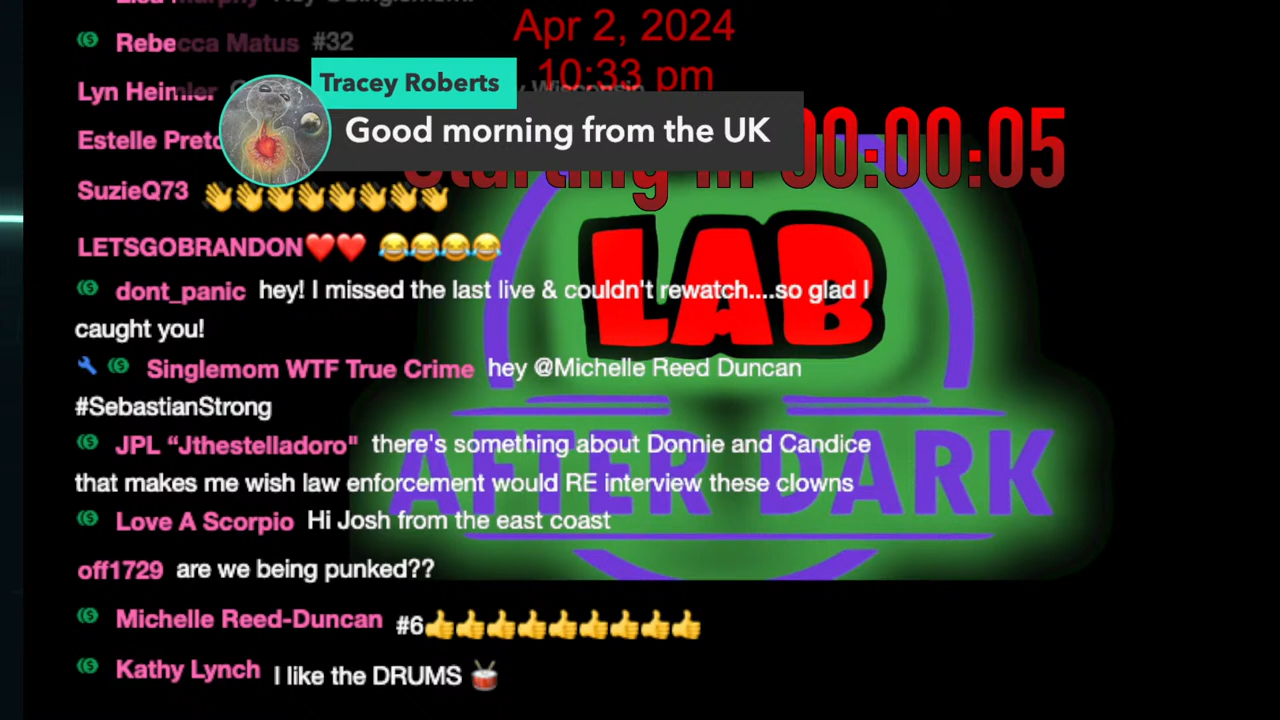 Apr 2, 2024
Rebecca Matus #32
10:33 pm
Tracey Roberts
Good morning from the UK
Starting in 00:00:05
SuzieQ73 👋👋👋👋👋👋👋👋
LETSGOBRANDON❤️❤️ 😂😂😂😂
LAB
dont_panic hey! I missed the last live & couldn't rewatch....so glad I
caught you!
Singlemom WTF True Crime hey @Michelle Reed Duncan
#SebastianStrong
AFTER DARK
JPL “Jthestelladoro" there's something about Donnie and Candice
that makes me wish law enforcement would RE interview these clowns
Love A Scorpio Hi Josh from the east coast
off1729 are we being punked??
Michelle Reed-Duncan #6👍👍👍👍👍👍👍👍👍
Kathy Lynch I like the DRUMS 🥁